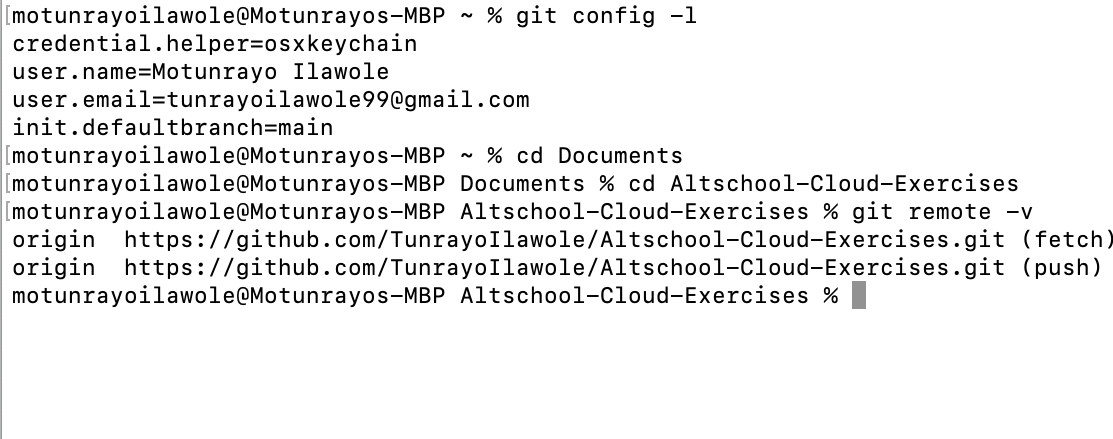 [motunrayoilawole@Motunrayos-MBP ~ % git config -l
credential.helper=osxkeychain
user.name=Motunrayo Ilawole
user.email=tunrayoilawole99@gmail.com
init.defaultbranch=main
[motunrayoilawole@Motunrayos-MBP ~ % cd Documents
[motunrayoilawole@Motunrayos-MBP Documents % cd Altschool-Cloud-Exercises
[motunrayoilawole@Motunrayos-MBP Altschool-Cloud-Exercises % git remote -v
origin  https://github.com/TunrayoIlawole/Altschool-Cloud-Exercises.git (fetch)
origin  https://github.com/TunrayoIlawole/Altschool-Cloud-Exercises.git (push)
motunrayoilawole@Motunrayos-MBP Altschool-Cloud-Exercises %